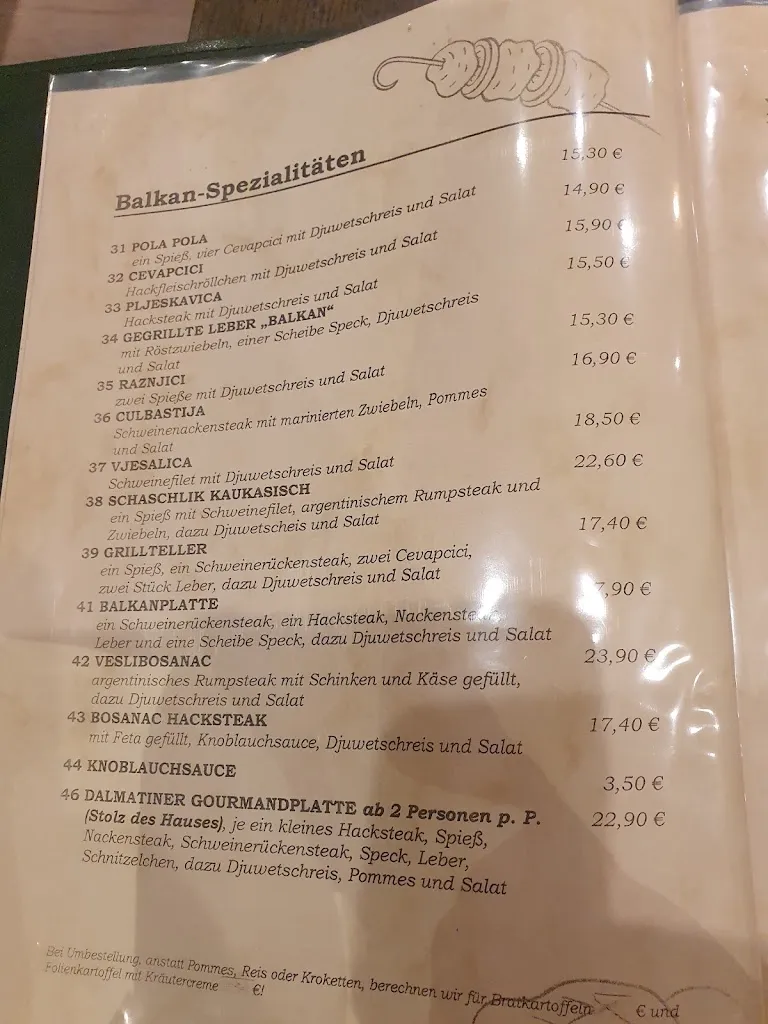 Balkan-Spezialitäten
31 POLA POLA 15,30 €
ein Spieß, vier Cevapcici mit Djuwetschreis und Salat
32 CEVAPCICI 14,90 €
Hackfleischröllchen mit Djuwetschreis und Salat
33 PLJESKAVICA 15,90 €
Hacksteak mit Djuwetschreis und Salat
34 GEGRILLTE LEBER „BALKAN“ 15,50 €
mit Röstzwiebeln, einer Scheibe Speck, Djuwetschreis
und Salat
35 RAZNJICI 15,30 €
zwei Spieße mit Djuwetschreis und Salat
36 CULBASTIJA 16,90 €
Schweinenackensteak mit marinierten Zwiebeln, Pommes
und Salat
37 VJESALICA 18,50 €
Schweinefilet mit Djuwetschreis und Salat
38 SCHASCHLIK KAUKASISCH 22,60 €
ein Spieß mit Schweinefilet, argentinischem Rumpsteak und
Zwiebeln, dazu Djuwetscheis und Salat
39 GRILLTELLER 17,40 €
ein Spieß, ein Schweinerückensteak, zwei Cevapcici,
zwei Stück Leber, dazu Djuwetschreis und Salat
41 BALKANPLATTE 7,90 €
ein Schweinerückensteak, ein Hacksteak,
Leber und eine Scheibe Speck, dazu Djuwetschreis und Salat
42 VESLIBOSANAC 23,90 €
argentinisches Rumpsteak mit Schinken und Käse gefüllt,
dazu Djuwetschreis und Salat
43 BOSANAC HACKSTEAK 17,40 €
mit Feta gefüllt, Knoblauchsauce, Djuwetschreis und Salat
44 KNOBLAUCHSAUCE 3,50 €
46 DALMATINER GOURMANDPLATTE ab 2 Personen p. P. 22,90 €
(Stolz des Hauses), je ein kleines Hacksteak, Spieß,
Nackensteak, Schweinerückensteak, Speck, Leber,
Schnitzelchen, dazu Djuwetschreis, Pommes und Salat
Bei Umbestellung, anstatt Pommes, Reis oder Kroketten, berechnen wir für Bratkartoffeln € und
Folienkartoffel mit Kräutercreme €!